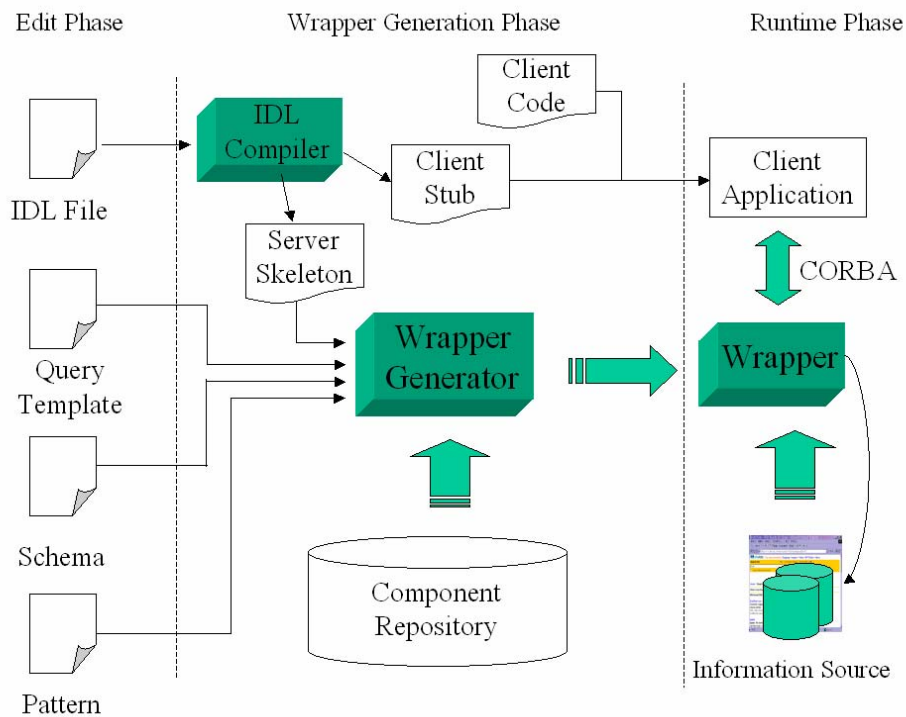 Edit Phase
Wrapper Generation Phase
Runtime Phase
IDL File
IDL
Compiler
Client
Code
Client
Stub
Client
Application
Server
Skeleton
CORBA
Query
Template
Wrapper
Generator
Wrapper
Schema
Component
Repository
Information Source
Pattern